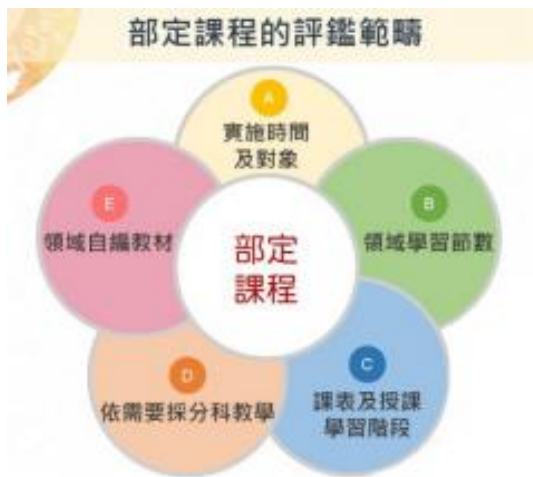 部定課程的評鑑範疇
A
實施時間
及對象
B
領域學習節數
C
課表及授課
學習階段
D
依需要採分科教學
E
領域自編教材
部定
課程